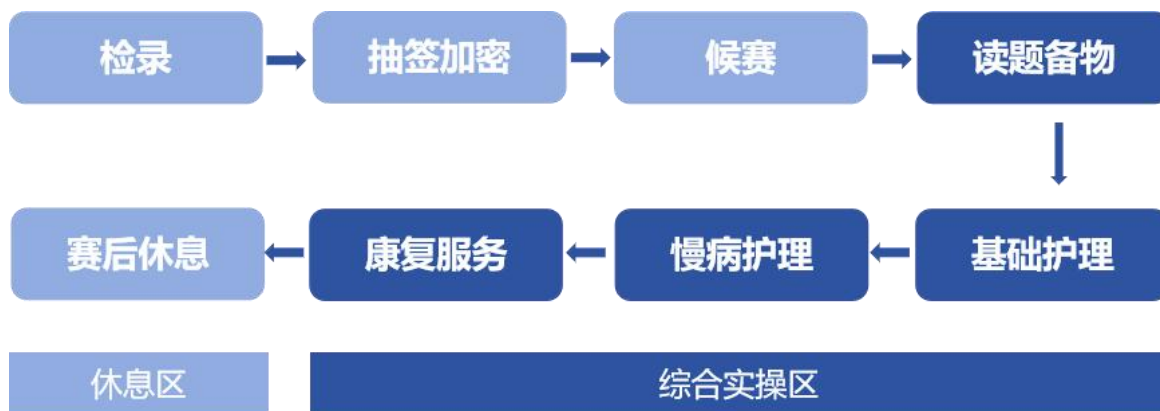 检录
抽签加密
候赛
读题备物
赛后休息
康复服务
慢病护理
基础护理
休息区
综合实操区